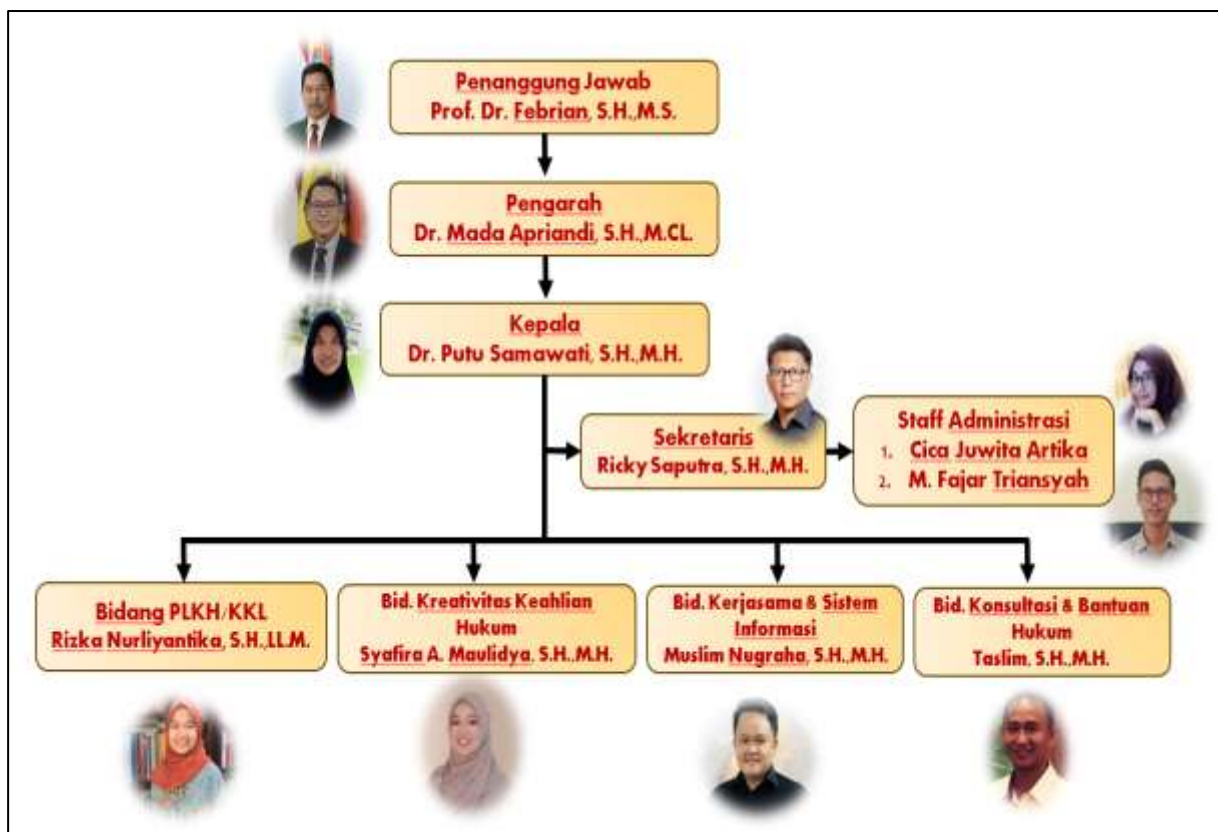 Penanggung Jawab
Prof. Dr. Febrian, S.H.,M.S.
Pengarah
Dr. Mada Apriandi, S.H.,M.CL.
Kepala
Dr. Putu Samawati, S.H.,M.H.
Sekretaris
Ricky Saputra, S.H.,M.H.
Staff Administrasi
1. Cica Juwita Artika
2. M. Fajar Triansyah
Bidang PLKH/KKL
Rizka Nurliyantika, S.H.,LL.M.
Bid. Kreativitas Keahlian
Hukum
Syafira A. Maulidya, S.H.,M.H.
Bid. Kerjasama & Sistem
Informasi
Muslim Nugraha, S.H.,M.H.
Bid. Konsultasi & Bantuan
Hukum
Taslim, S.H.,M.H.